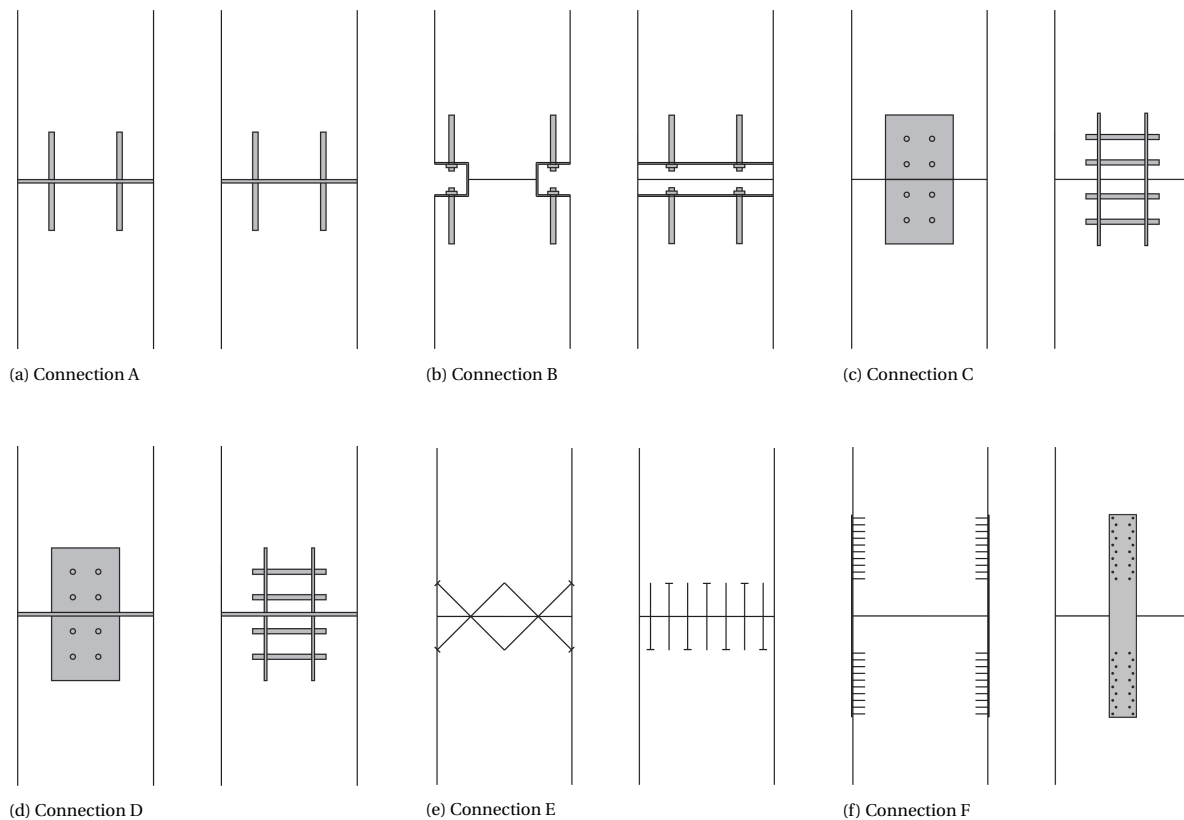 (a) Connection A
(b) Connection B
(c) Connection C
(d) Connection D
(e) Connection E
(f) Connection F